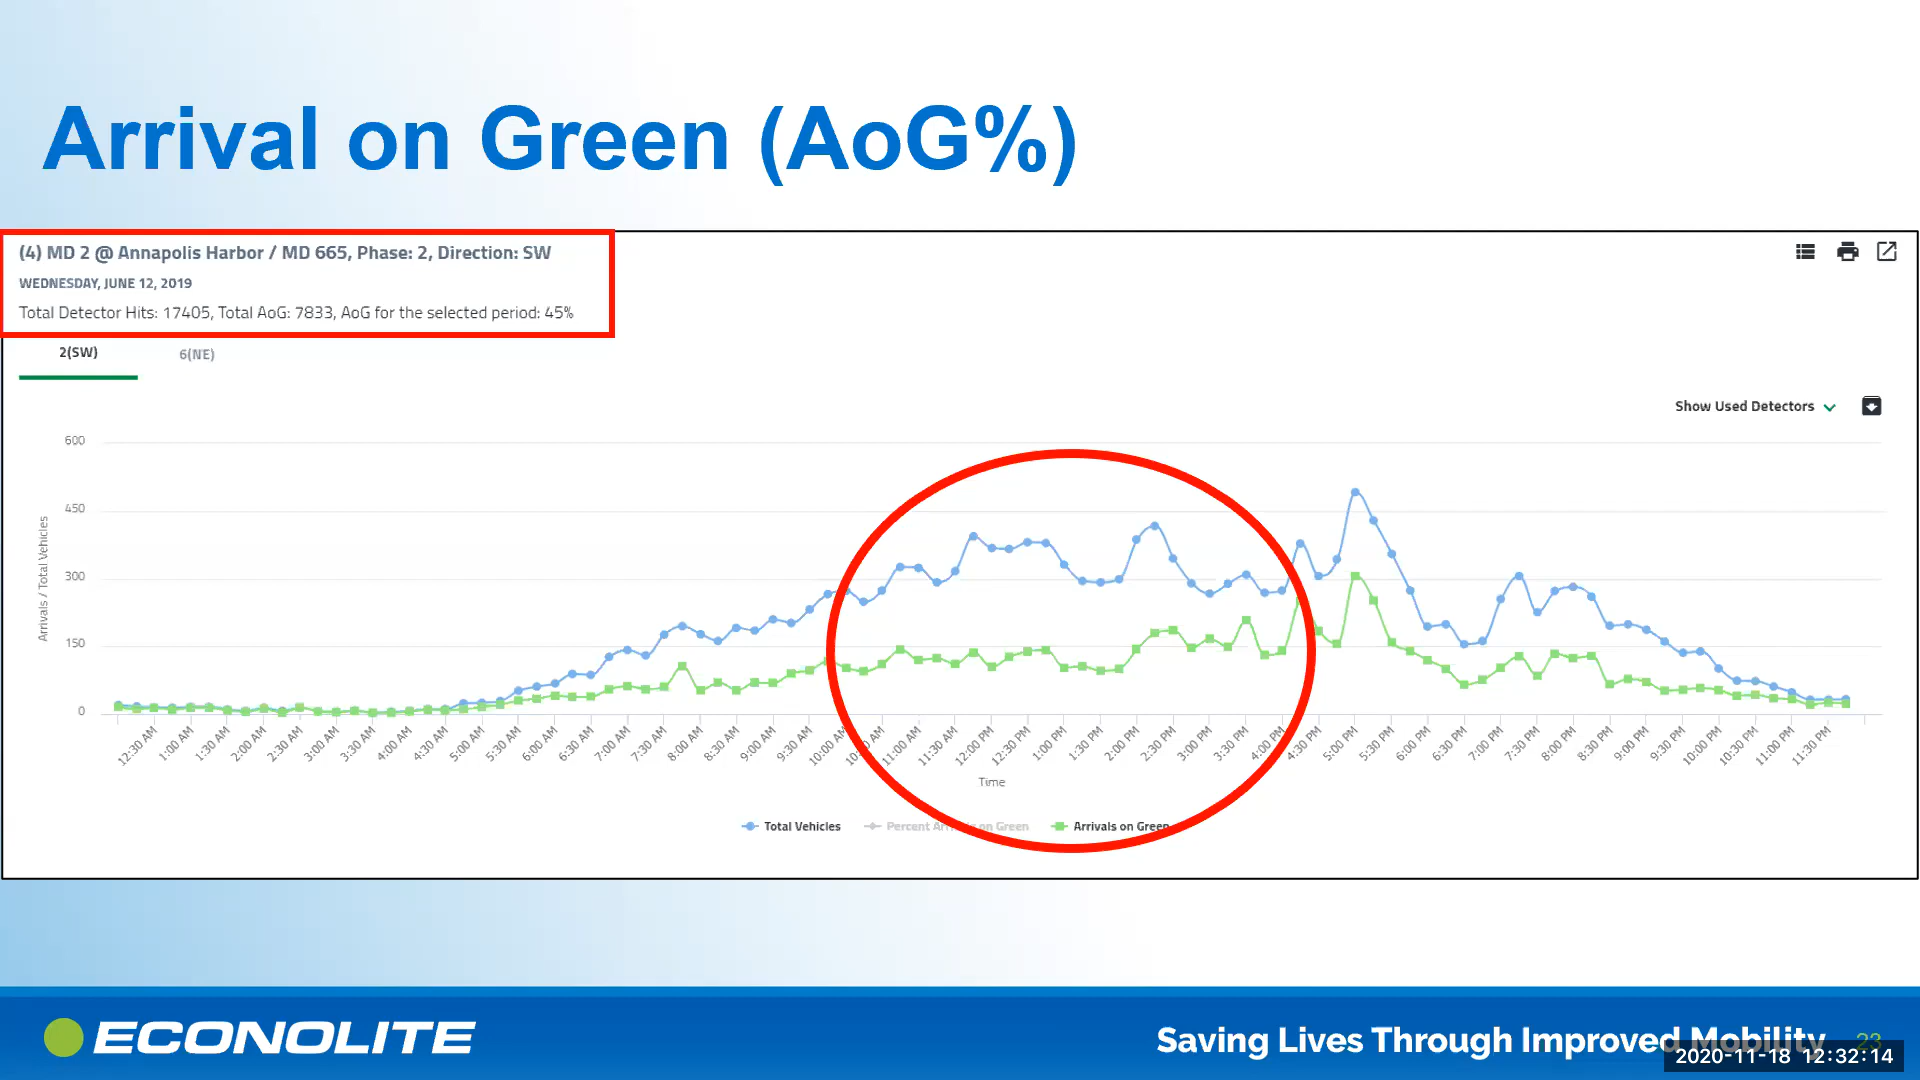 Arrival on Green (AoG%)
(4) MD 2 @ Annapolis Harbor / MD 665, Phase: 2, Direction: SW
WEDNESDAY, JUNE 12, 2019
Total Detector Hits: 17405, Total AoG: 7833, AoG for the selected period: 45%
2(SW) 6(NE)
Show Used Detectors
600
450
300
150
0
Arrivals / Total Vehicles
12:30 AM 1:00 AM 1:30 AM 2:00 AM 2:30 AM 3:00 AM 3:30 AM 4:00 AM 4:30 AM 5:00 AM 5:30 AM 6:00 AM 6:30 AM 7:00 AM 7:30 AM 8:00 AM 8:30 AM 9:00 AM 9:30 AM 10:00 AM 10:30 AM 11:00 AM 11:30 AM 12:00 PM 12:30 PM 1:00 PM 1:30 PM 2:00 PM 2:30 PM 3:00 PM 3:30 PM 4:00 PM 4:30 PM 5:00 PM 5:30 PM 6:00 PM 6:30 PM 7:00 PM 7:30 PM 8:00 PM 8:30 PM 9:00 PM 9:30 PM 10:00 PM 10:30 PM 11:00 PM 11:30 PM
Time
Total Vehicles Percent Arrivals on Green Arrivals on Green
ECONOLITE
Saving Lives Through Improved Mobility 23
2020-11-18 12:32:14